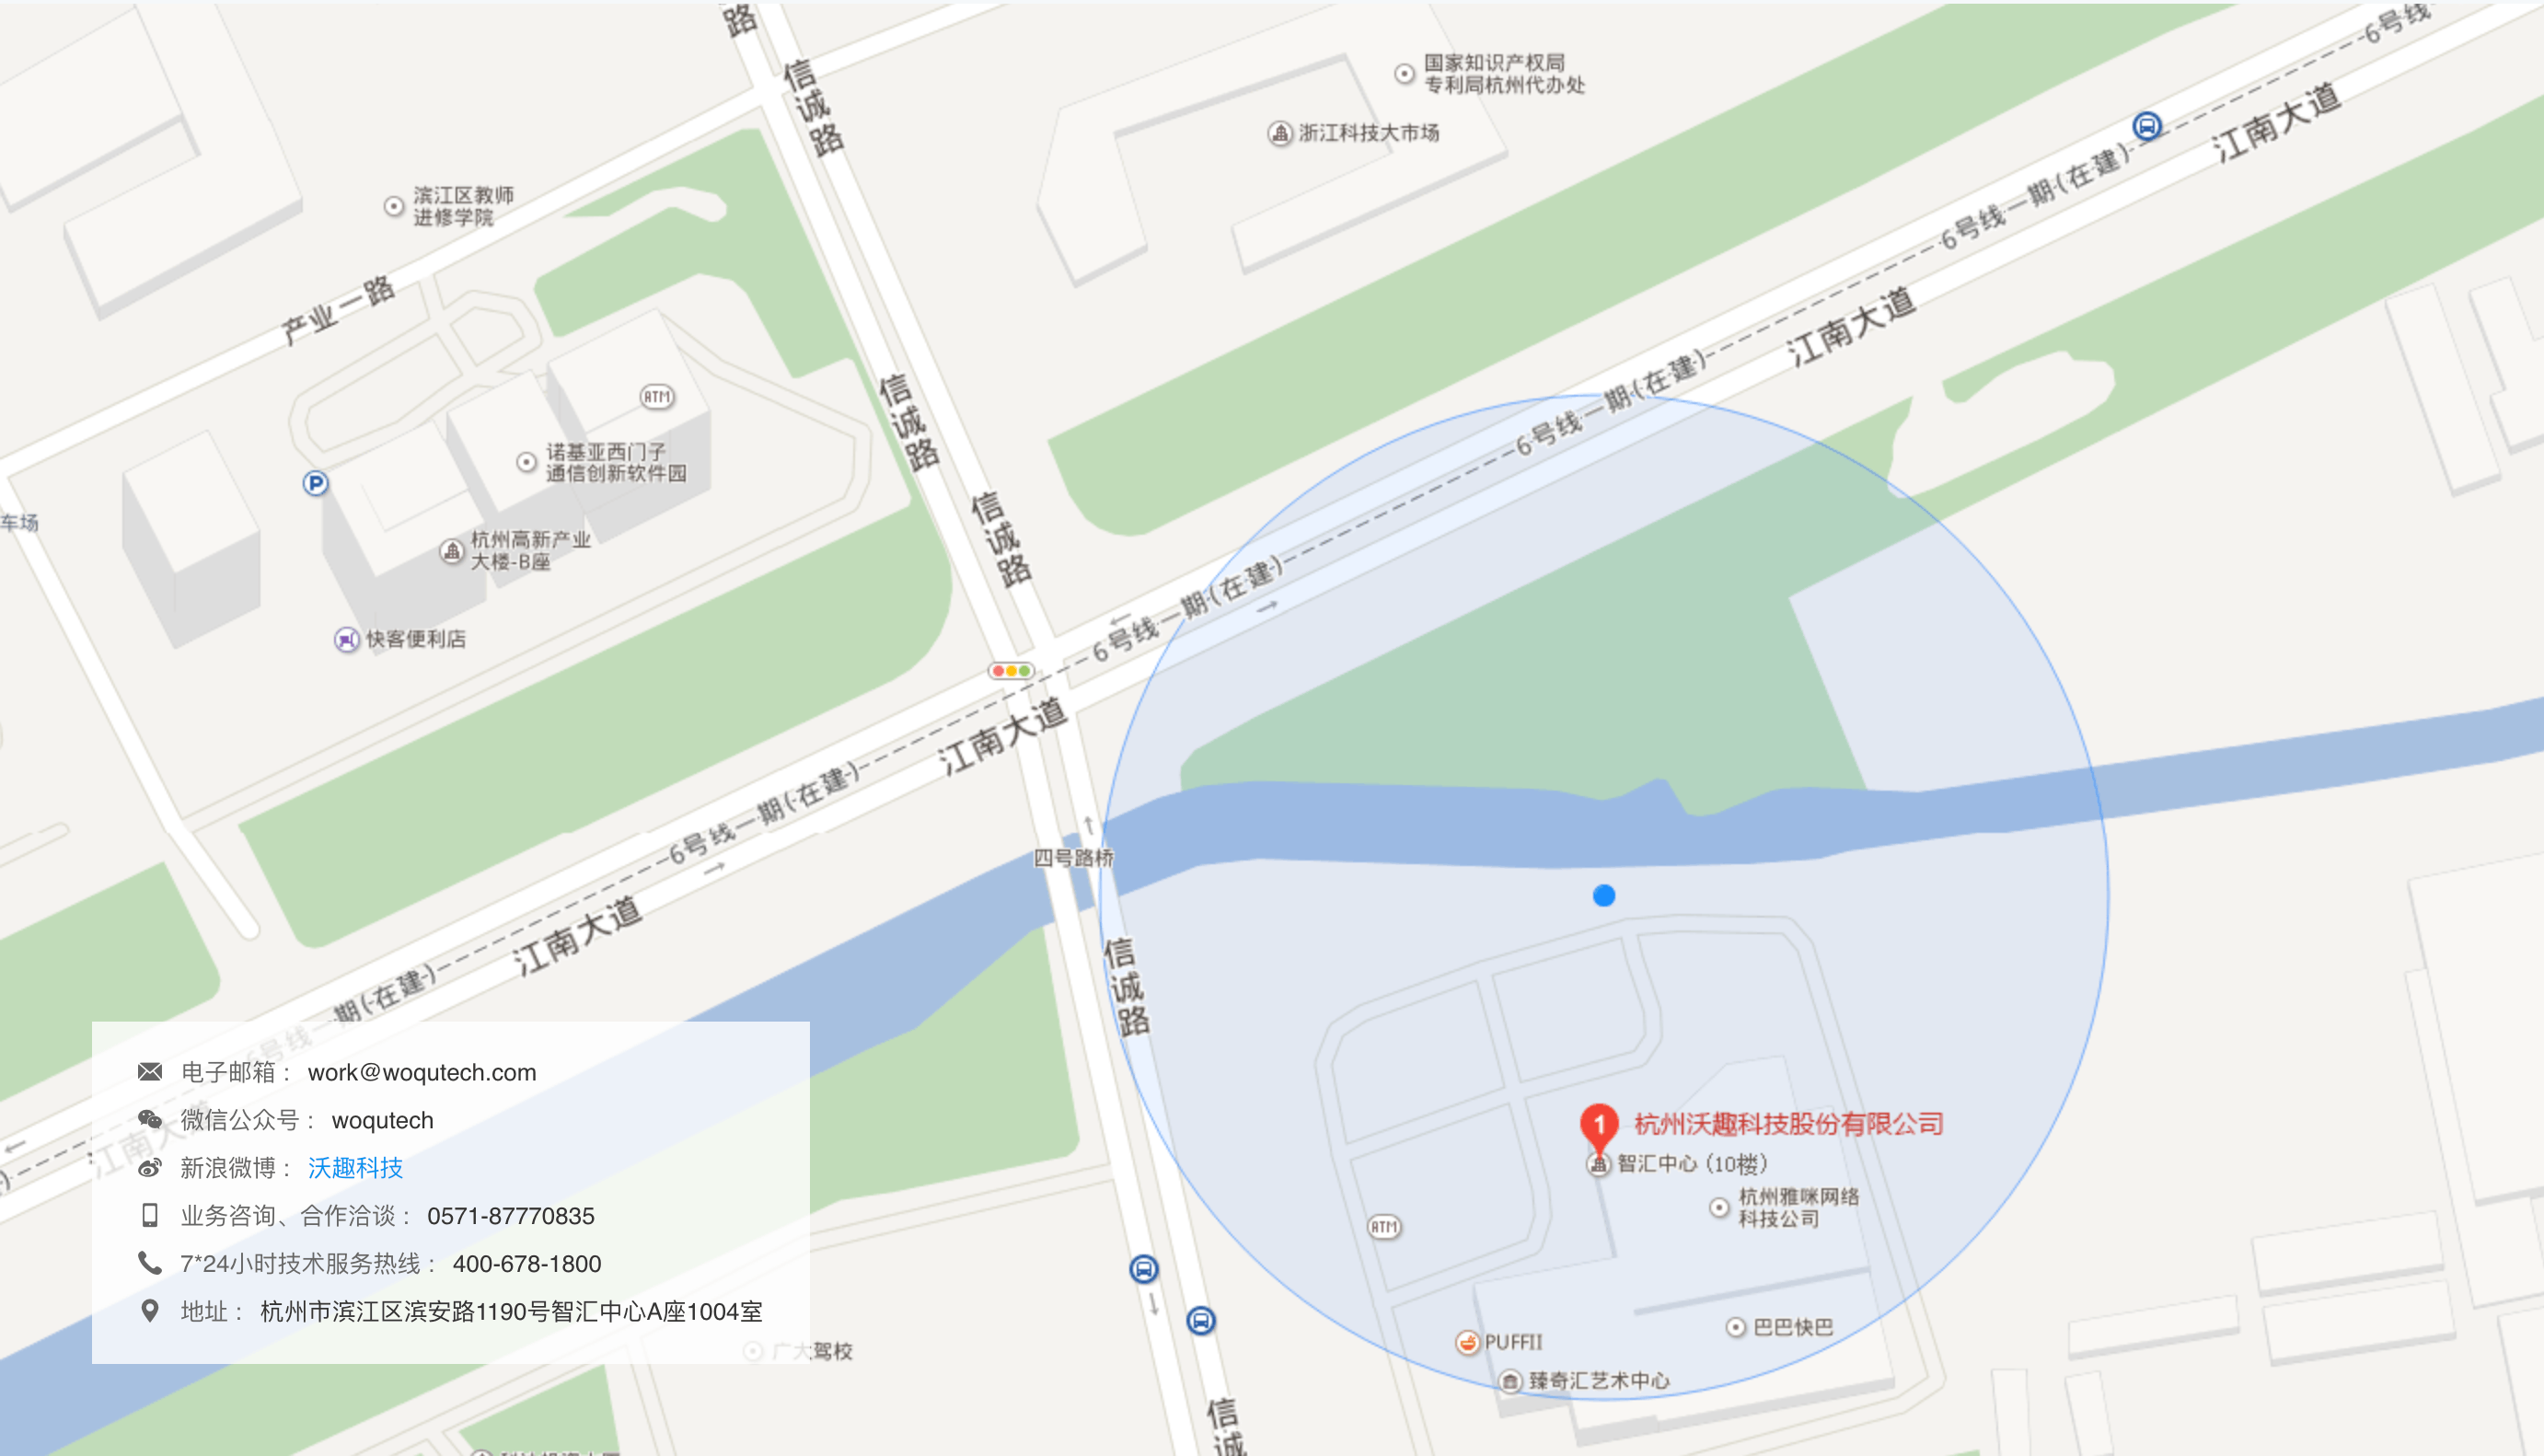 路
信诚路
国家知识产权局
专利局杭州代办处
6号线
浙江科技大市场
江南大道
6号线一期(在建)
滨江区教师
进修学院
产业一路
江南大道
6号线一期(在建)
信诚路
ATM
诺基亚西门子
通信创新软件园
P
信诚路
车场
杭州高新产业
大楼-B座
6号线一期(在建)
快客便利店
江南大道
6号线一期(在建)
四号路桥
江南大道
信诚路
6号线一期(在建)
江南大道
电子邮箱： work@woqutech.com
微信公众号： woqutech
新浪微博： 沃趣科技
业务咨询、合作洽谈： 0571-87770835
7*24小时技术服务热线： 400-678-1800
地址： 杭州市滨江区滨安路1190号智汇中心A座1004室
1
杭州沃趣科技股份有限公司
智汇中心 (10楼)
杭州雅咪网络
科技公司
ATM
巴巴快巴
PUFFII
广大驾校
臻奇汇艺术中心
信诚